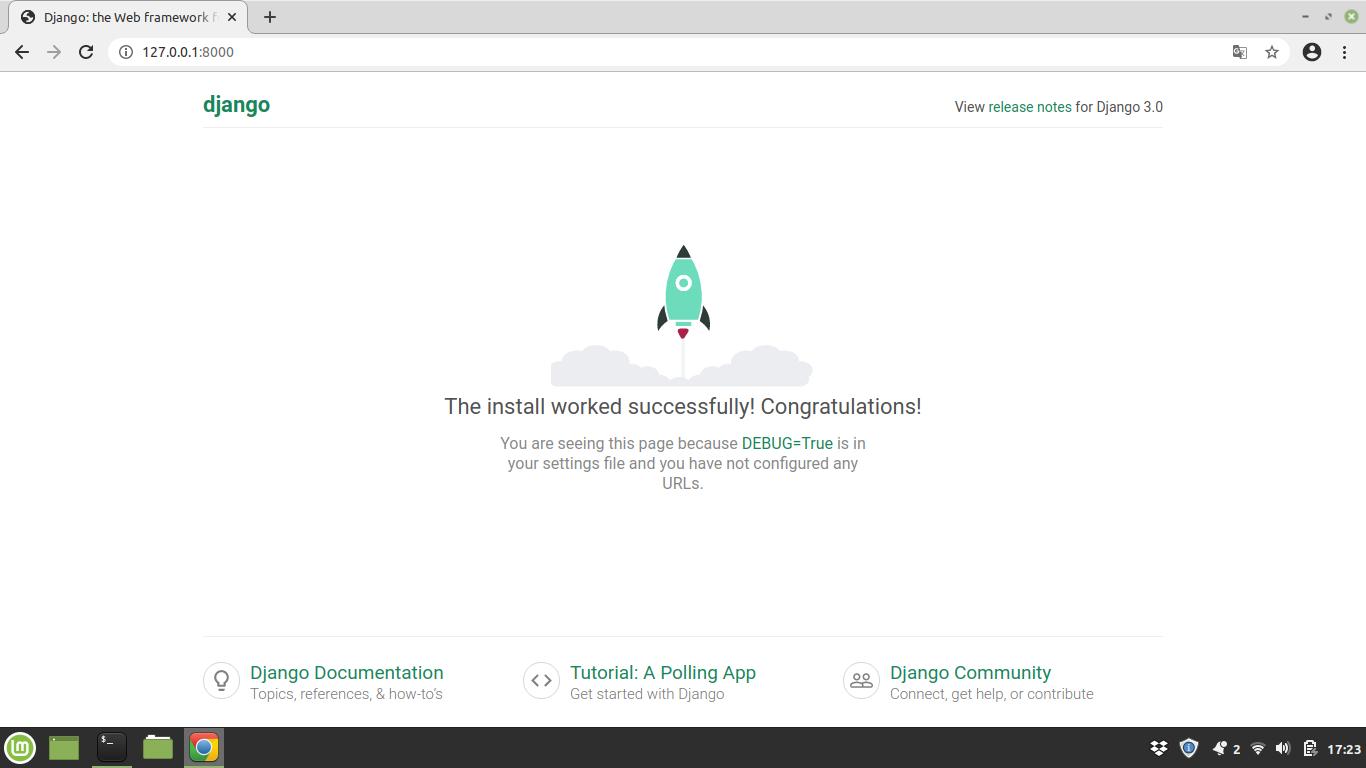 Django: the Web framework f
127.0.0.1:8000
django
View release notes for Django 3.0
The install worked successfully! Congratulations!
You are seeing this page because DEBUG=True is in
your settings file and you have not configured any
URLs.
Django Documentation
Topics, references, & how-to's
Tutorial: A Polling App
Get started with Django
Django Community
Connect, get help, or contribute
$_
2
17:23